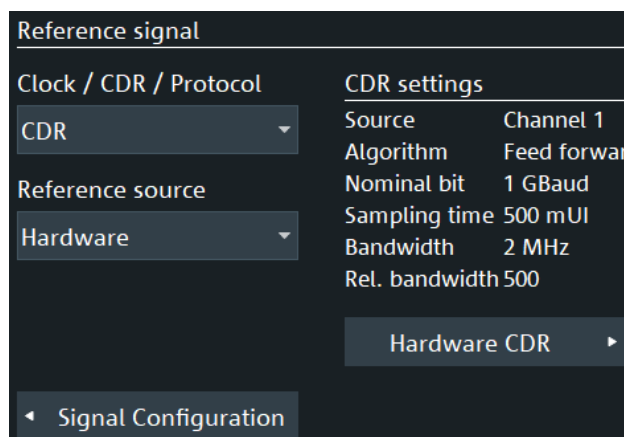 Reference signal
Clock / CDR / Protocol
CDR
Reference source
Hardware
Signal Configuration
CDR settings
Source Channel 1
Algorithm Feed forwar
Nominal bit 1 GBaud
Sampling time 500 mUI
Bandwidth 2 MHz
Rel. bandwidth 500
Hardware CDR